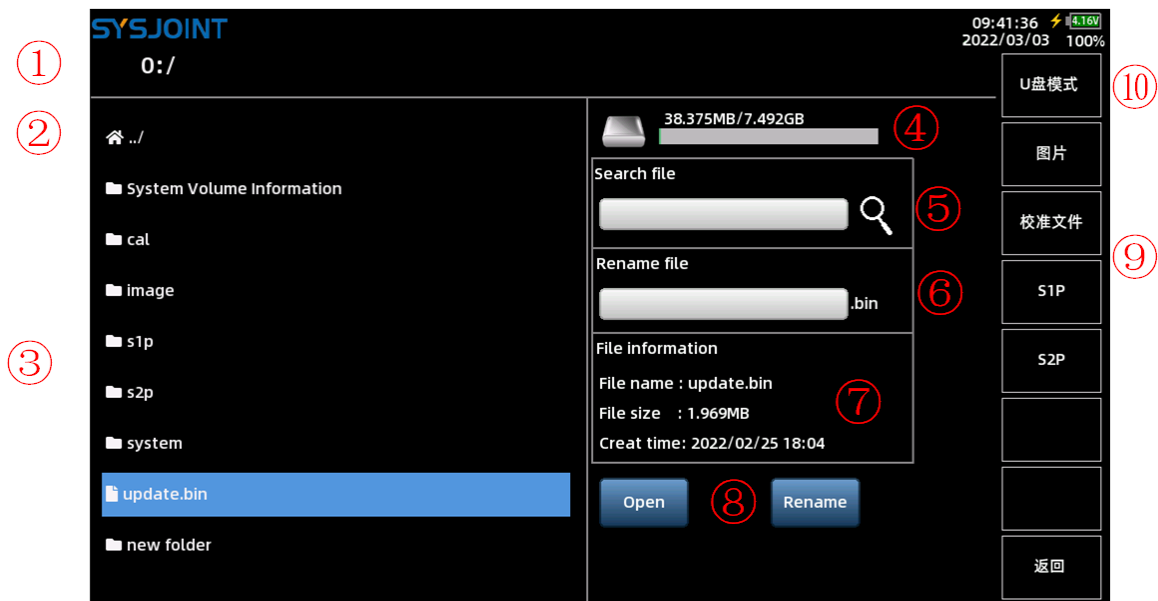 SYSJOINT
09:41:36 4.16V
2022/03/03 100%
① 0:/
U盘模式 ⑩
② ../
38.375MB/7.492GB ④
图片
Search file
System Volume Information
⑤
校准文件
cal
Rename file
⑨
image
.bin ⑥
S1P
③
s1p
File information
S2P
s2p
File name : update.bin
⑦
File size : 1.969MB
system
Creat time: 2022/02/25 18:04
update.bin
Open ⑧ Rename
new folder
返回